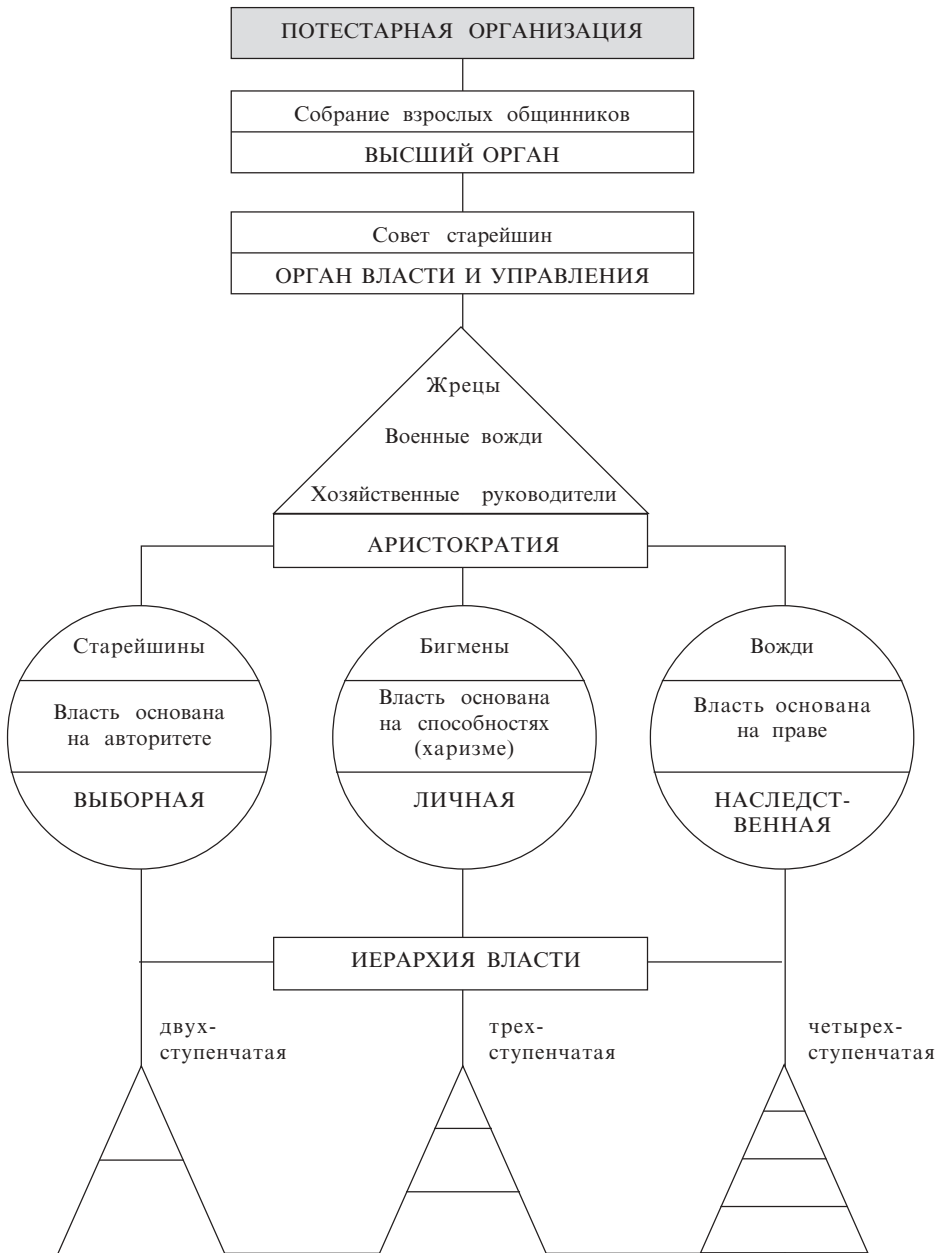 ПОТЕСТАРНАЯ ОРГАНИЗАЦИЯ
Собрание взрослых общинников
ВЫСШИЙ ОРГАН
Совет старейшин
ОРГАН ВЛАСТИ И УПРАВЛЕНИЯ
Жрецы
Военные вожди
Хозяйственные руководители
АРИСТОКРАТИЯ
Старейшины
Власть основана
на авторитете
ВЫБОРНАЯ
Бигмены
Власть основана
на способностях
(харизме)
ЛИЧНАЯ
Вожди
Власть основана
на праве
НАСЛЕДСТ-
ВЕННАЯ
ИЕРАРХИЯ ВЛАСТИ
двух-
ступенчатая
трех-
ступенчатая
четырех-
ступенчатая